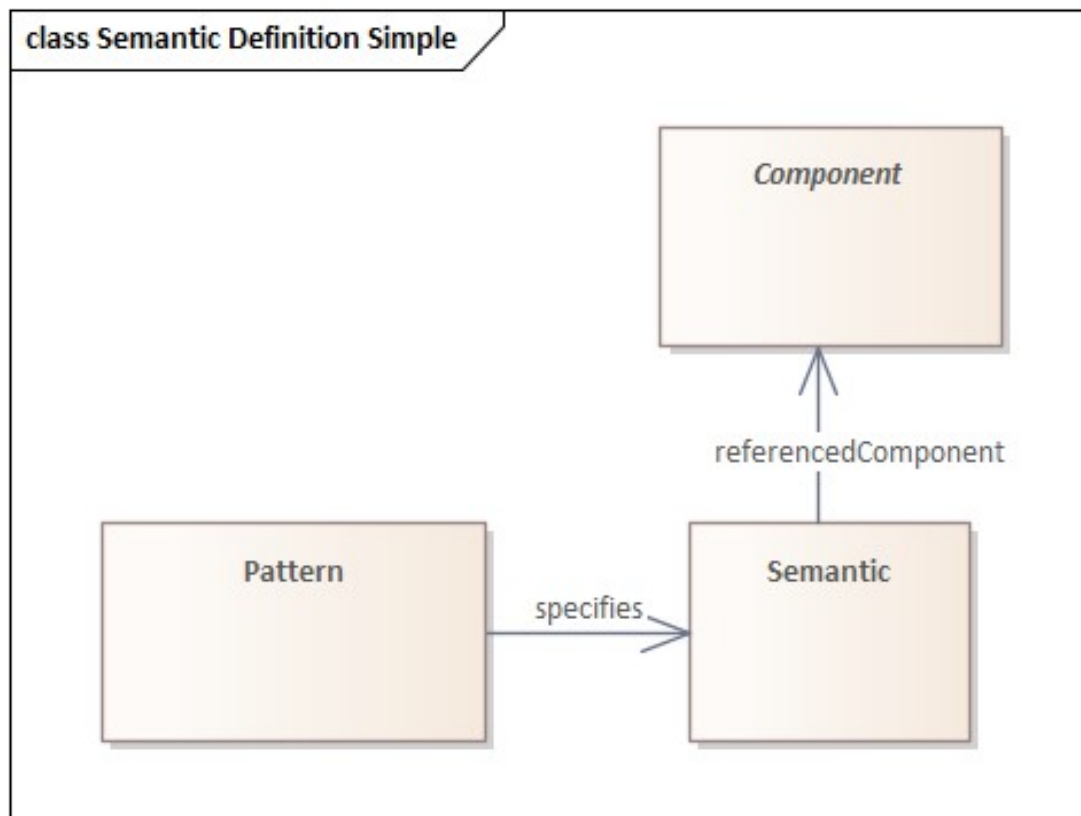 class Semantic Definition Simple
Component
referencedComponent
Pattern
Semantic
specifies